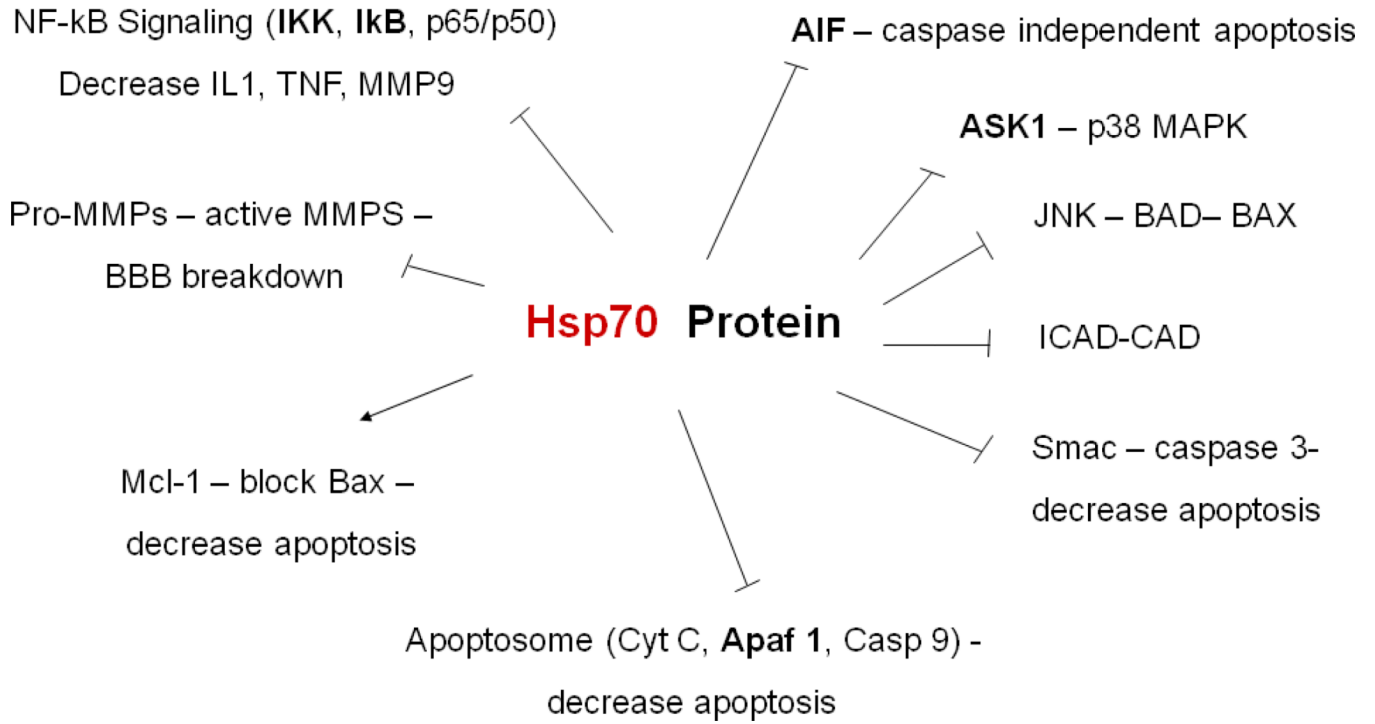 NF-kB Signaling (IKK, IkB, p65/p50)
Decrease IL1, TNF, MMP9
AIF – caspase independent apoptosis
ASK1 – p38 MAPK
Pro-MMPs – active MMPS –
BBB breakdown
JNK – BAD– BAX
Hsp70 Protein
ICAD-CAD
Smac – caspase 3-
decrease apoptosis
Mcl-1 – block Bax –
decrease apoptosis
Apoptosome (Cyt C, Apaf 1, Casp 9) -
decrease apoptosis